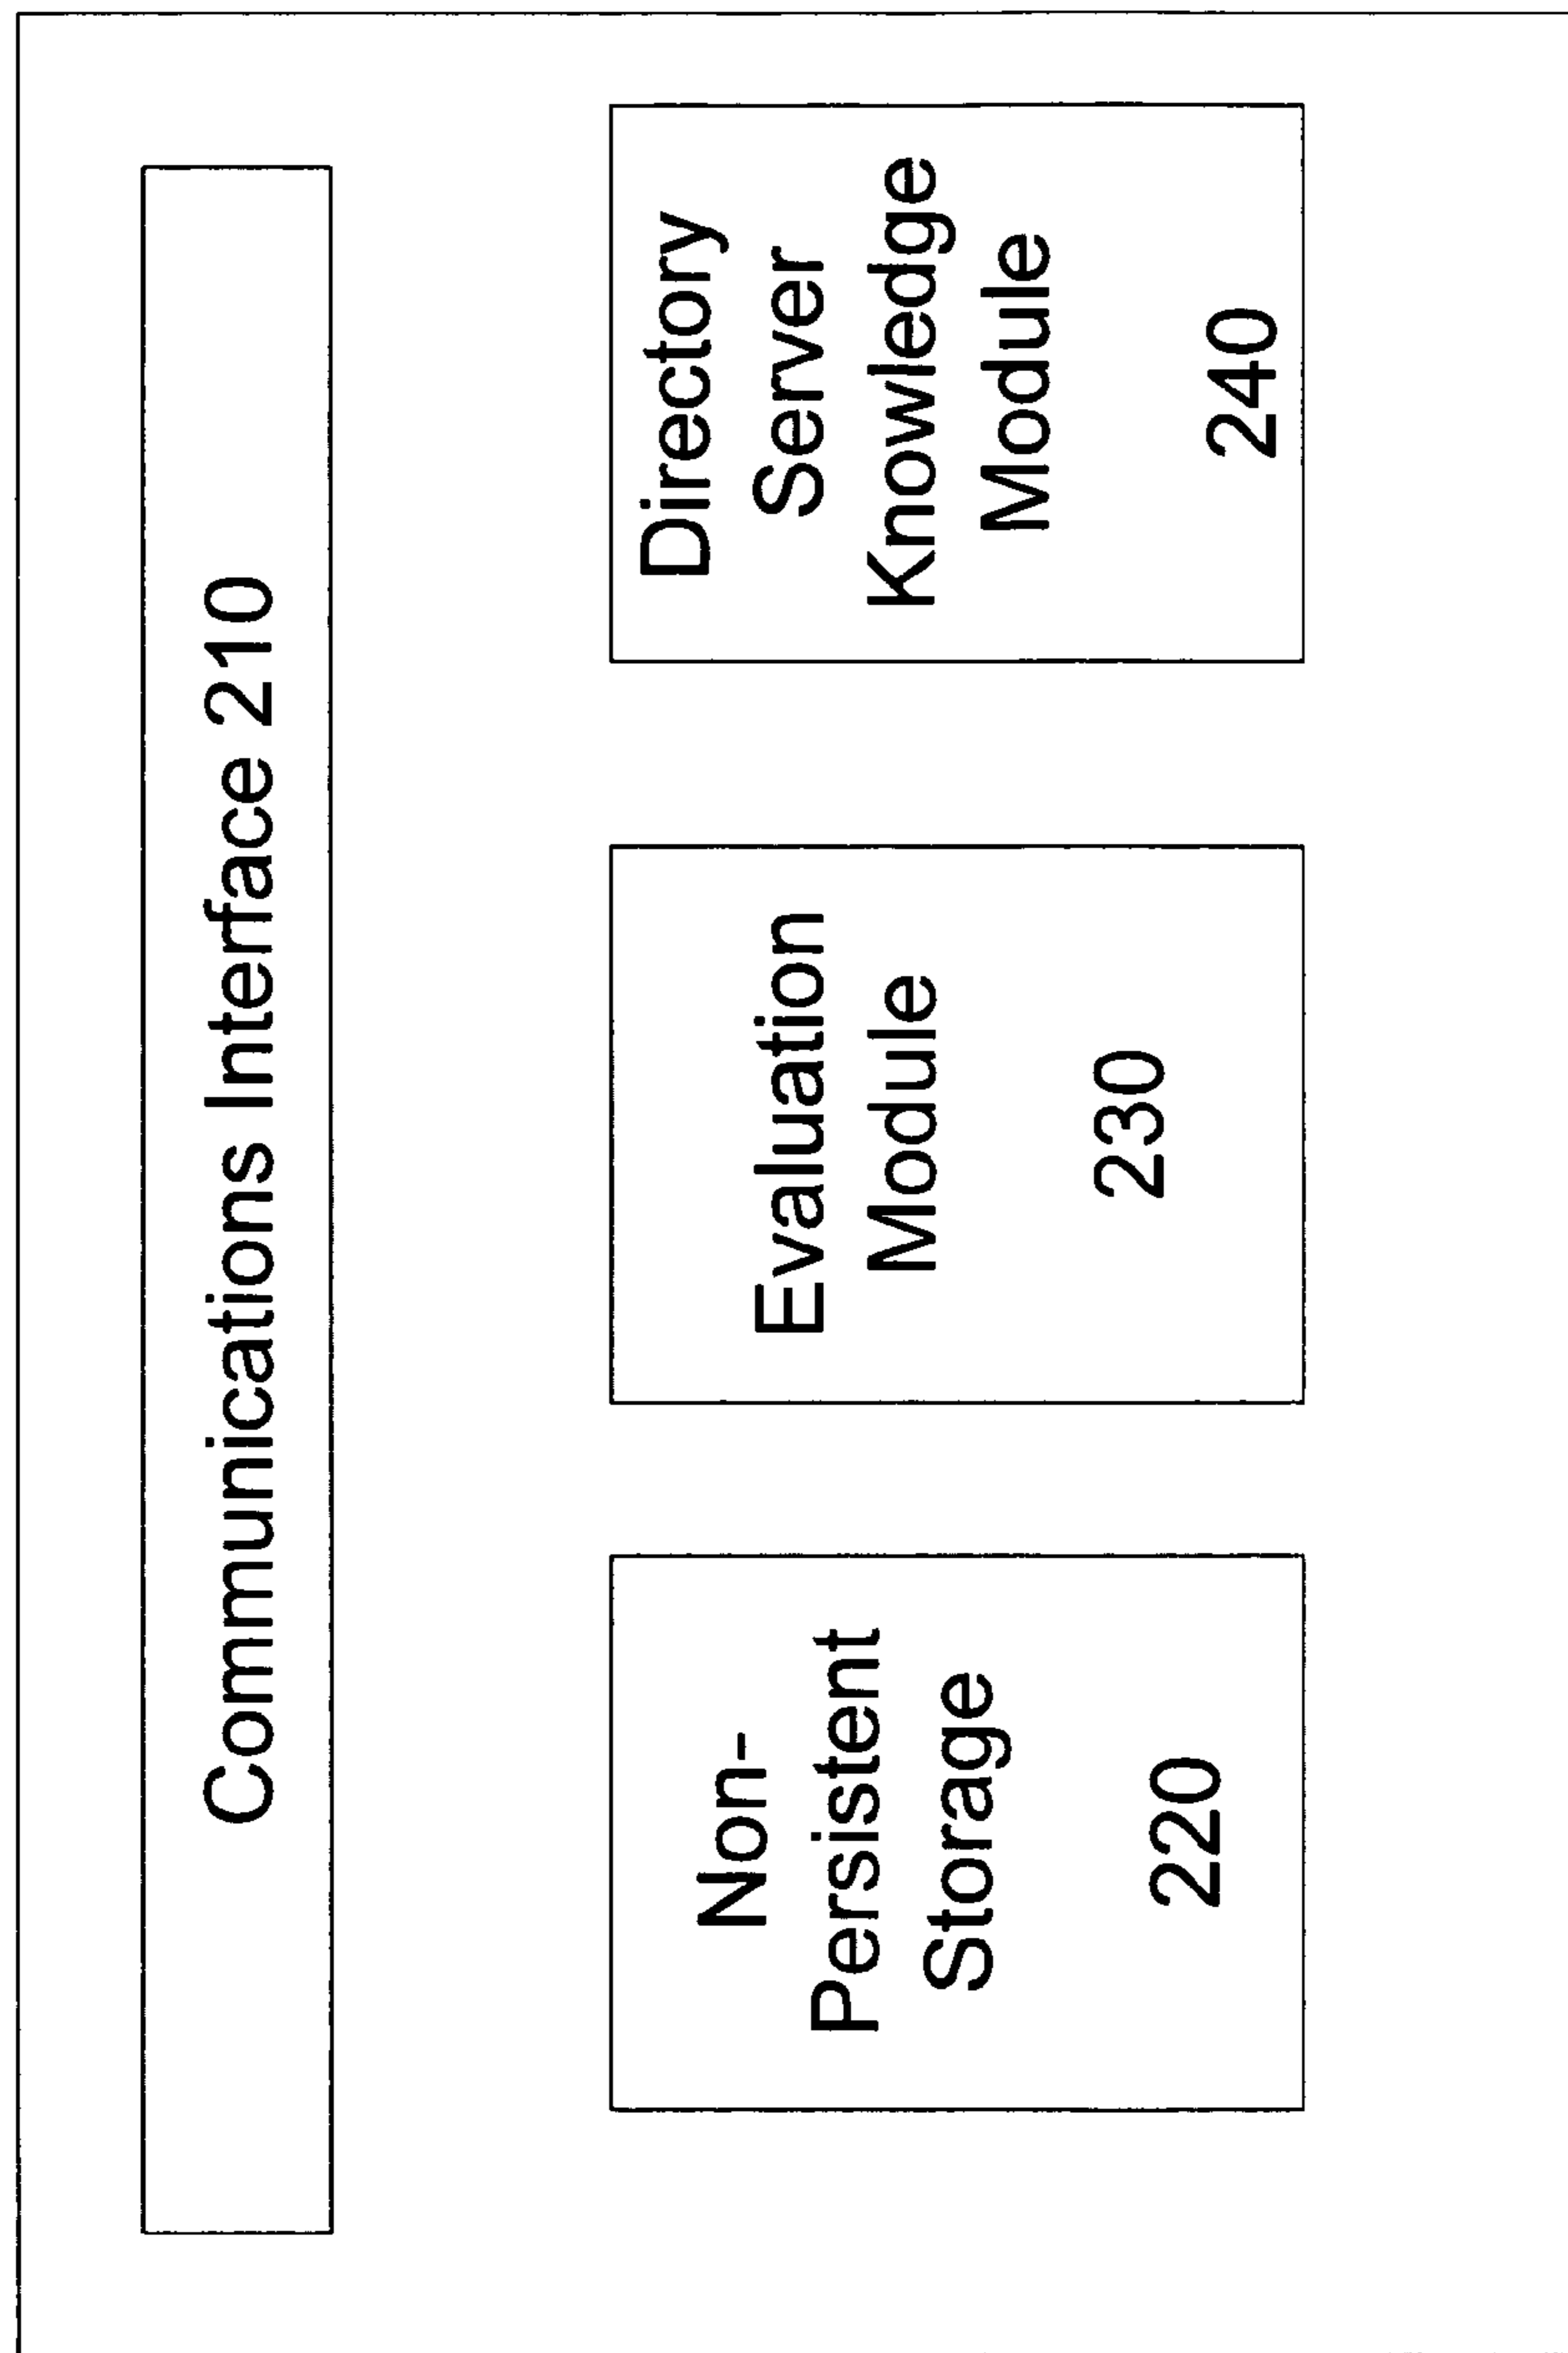 Communications Interface 210
Non-
Persistent
Storage
220
Evaluation
Module
230
Directory
Server
Knowledge
Module
240